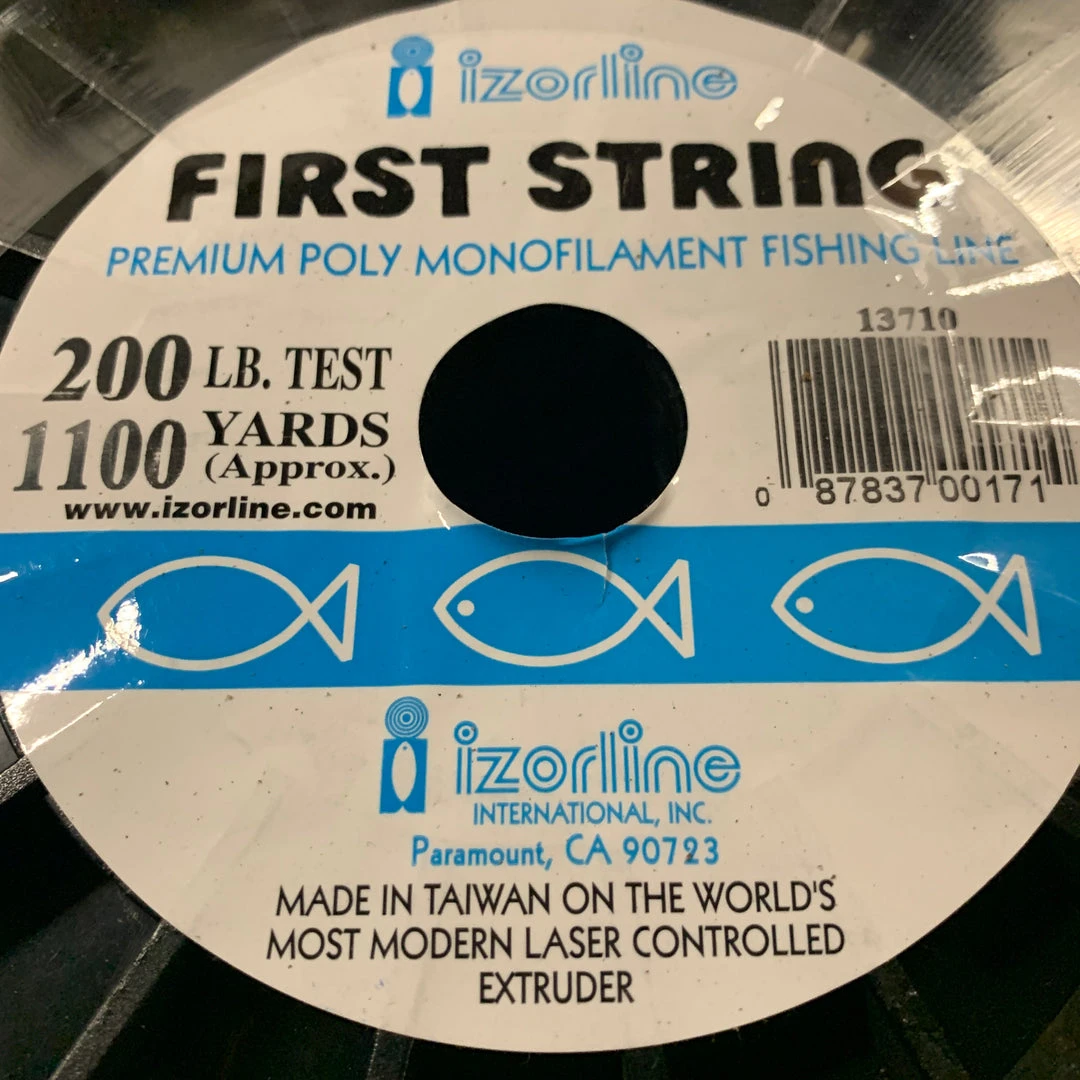 izorline
FIRST STRING
PREMIUM POLY MONOFILAMENT FISHING LINE
200 LB. TEST
1100 YARDS
(Approx.)
www.izorline.com
13710
0 87837 00171
izorline
INTERNATIONAL, INC.
Paramount, CA 90723
MADE IN TAIWAN ON THE WORLD'S
MOST MODERN LASER CONTROLLED
EXTRUDER